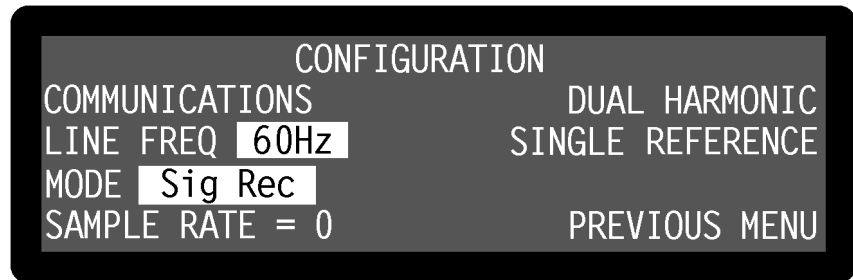 CONFIGURATION
COMMUNICATIONS DUAL HARMONIC
LINE FREQ 60Hz SINGLE REFERENCE
MODE Sig Rec
SAMPLE RATE = 0 PREVIOUS MENU